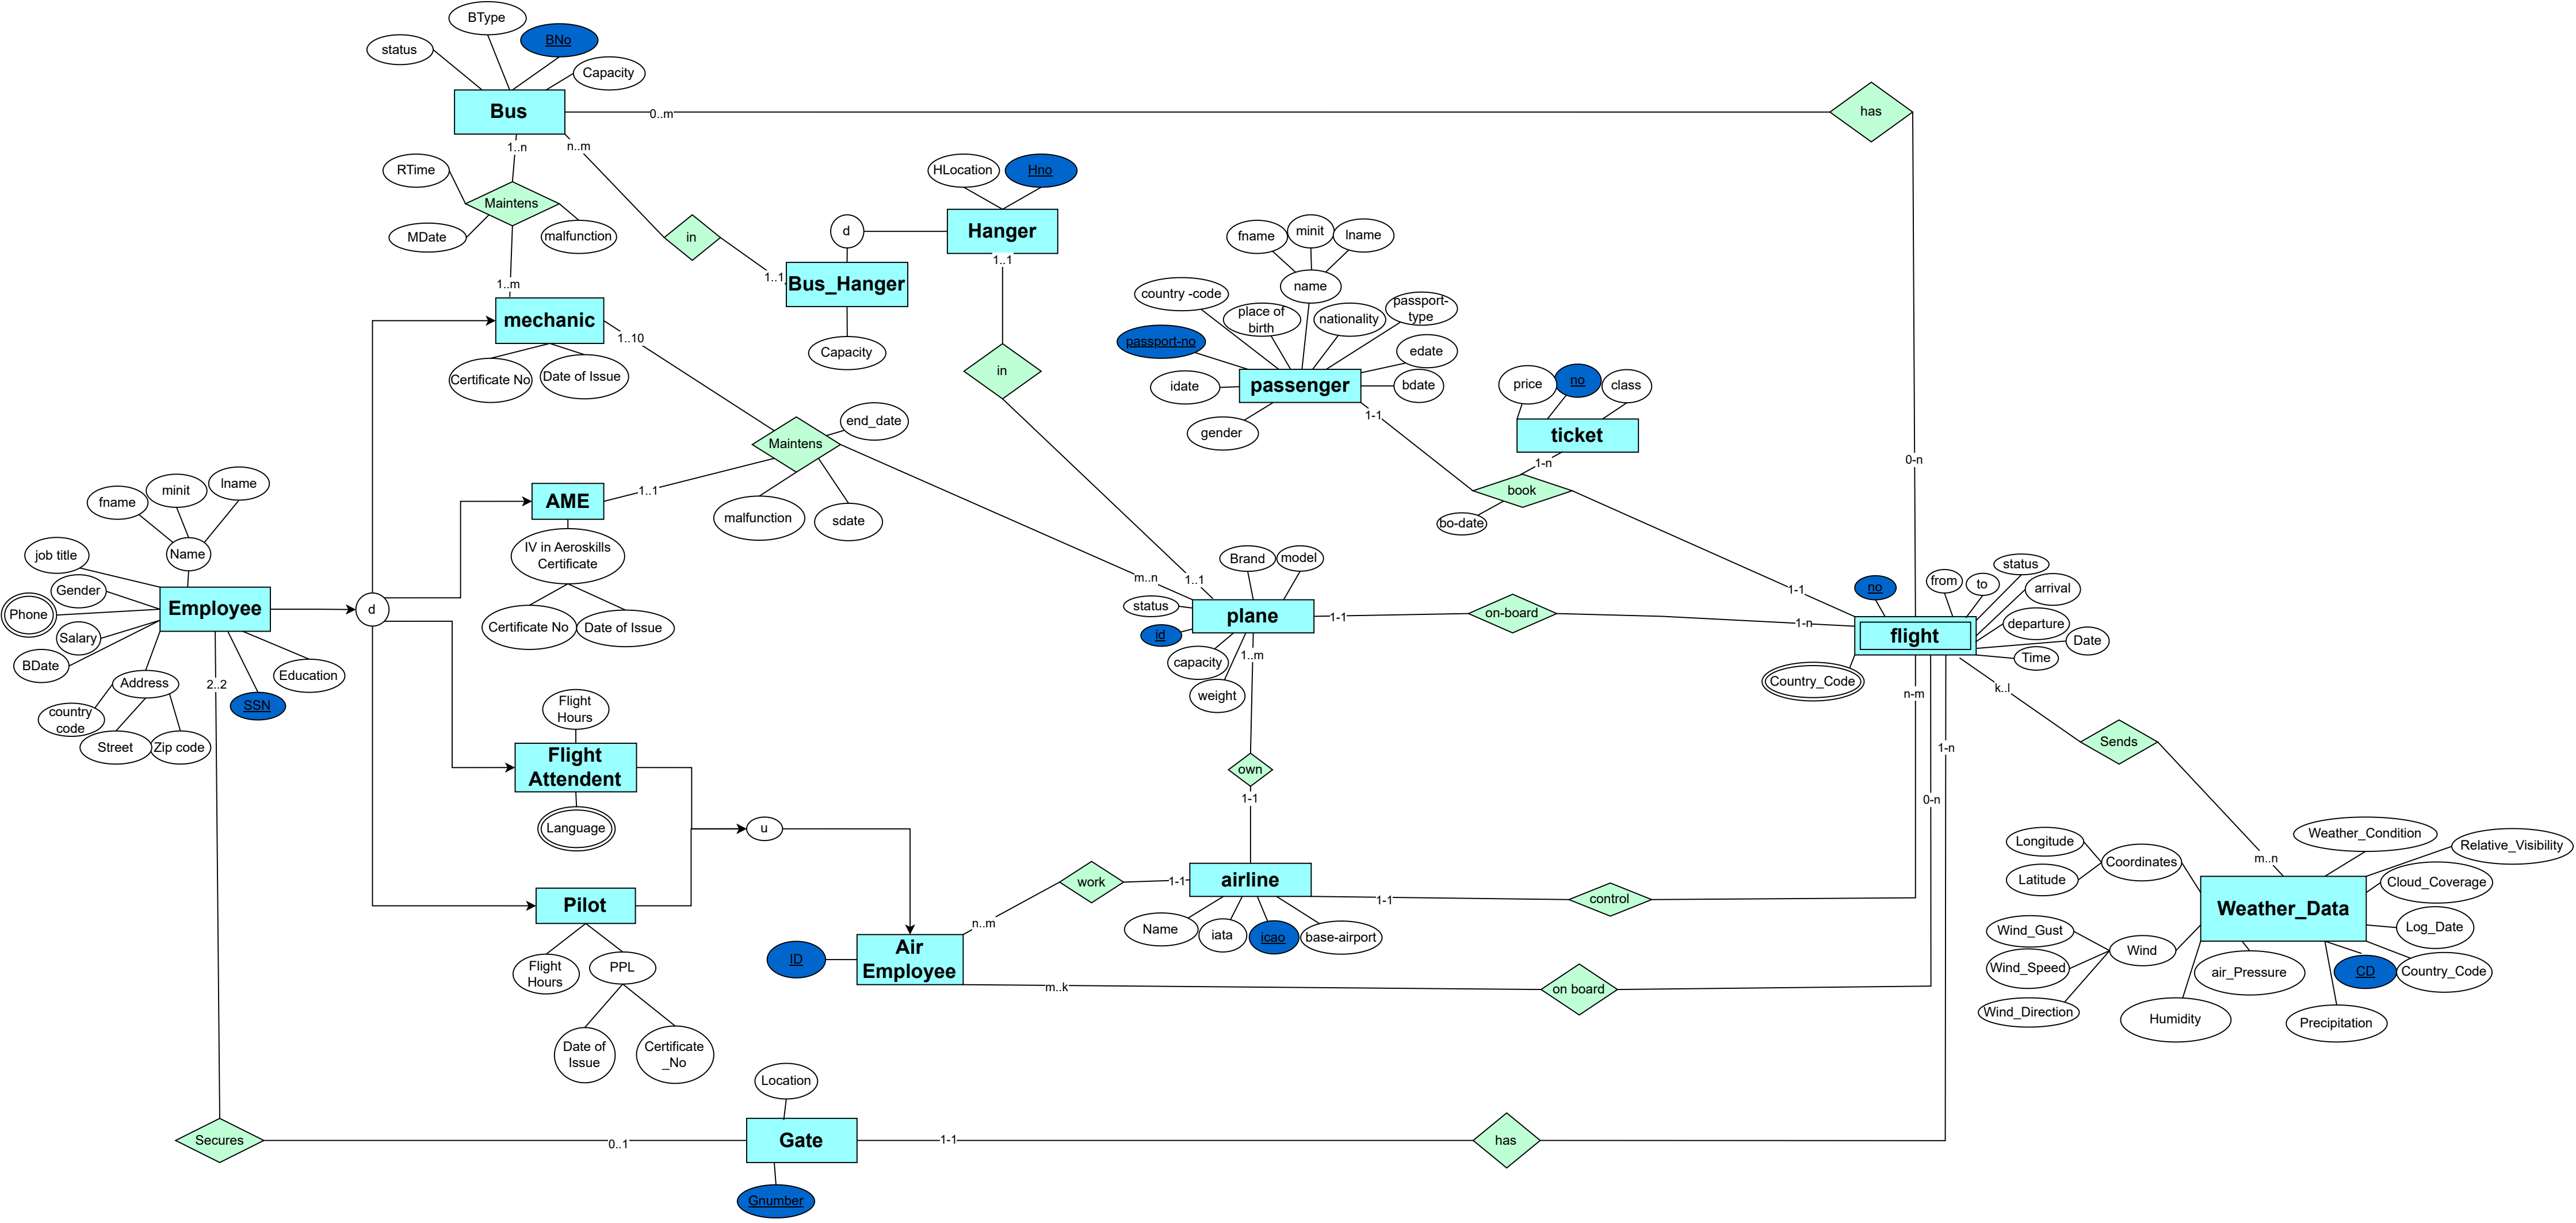 BType
BNo
status
Capacity
Bus
0..m
has
1..n
n..m
RTime
Maintens
MDate
malfunction
HLocation
Hno
d
Hanger
in
1..1
Bus_Hanger
1..1
Capacity
1..m
mechanic
1..10
Certificate No
Date of Issue
in
fname
minit
lname
name
country -code
place of
birth
nationality
passport-
type
passport-no
edate
idate
passenger
bdate
gender
1-1
price
no
class
ticket
1-n
book
bo-date
0-n
end_date
Maintens
malfunction
sdate
1..1
AME
IV in Aeroskills
Certificate
Certificate No
Date of Issue
m..n
1..1
fname
minit
lname
Name
job title
Gender
Phone
Employee
d
Salary
BDate
Address
country
code
Street
Zip code
SSN
Education
2..2
Brand
model
status
id
plane
capacity
weight
1..m
1-1
on-board
1-n
1-1
no
from
to
status
arrival
departure
Date
Time
flight
Country_Code
n-m
k..l
0-n
1-n
Sends
m..n
Flight
Hours
Flight
Attendent
Language
u
own
1-1
Pilot
Flight
Hours
PPL
Date of
Issue
Certificate
_No
work
1-1
airline
1-1
control
n..m
Name
iata
icao
base-airport
ID
Air
Employee
m..k
on board
Longitude
Latitude
Coordinates
Weather_Condition
Relative_Visibility
Cloud_Coverage
Weather_Data
Log_Date
Wind_Gust
Wind_Speed
Wind
Wind_Direction
air_Pressure
CD
Country_Code
Humidity
Precipitation
Location
Secures
0..1
Gate
1-1
has
Gnumber